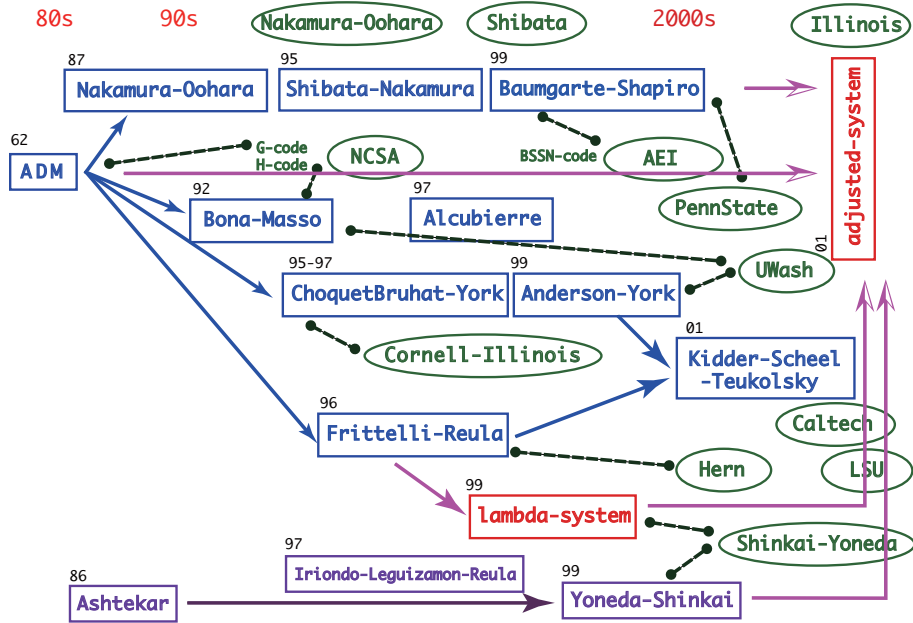 80s 90s 2000s
Nakamura-Oohara Shibata Illinois
87
Nakamura-Oohara
95
Shibata-Nakamura
99
Baumgarte-Shapiro
62
ADM
G-code
H-code
NCSA
BSSN-code
AEI
PennState
92
Bona-Masso
97
Alcubierre
UWash
01
adjusted-system
95-97
ChoquetBruhat-York
99
Anderson-York
Cornell-Illinois
01
Kidder-Scheel
-Teukolsky
96
Frittelli-Reula
Caltech
Hern
LSU
99
lambda-system
Shinkai-Yoneda
97
Iriondo-Leguizamon-Reula
86
Ashtekar
99
Yoneda-Shinkai